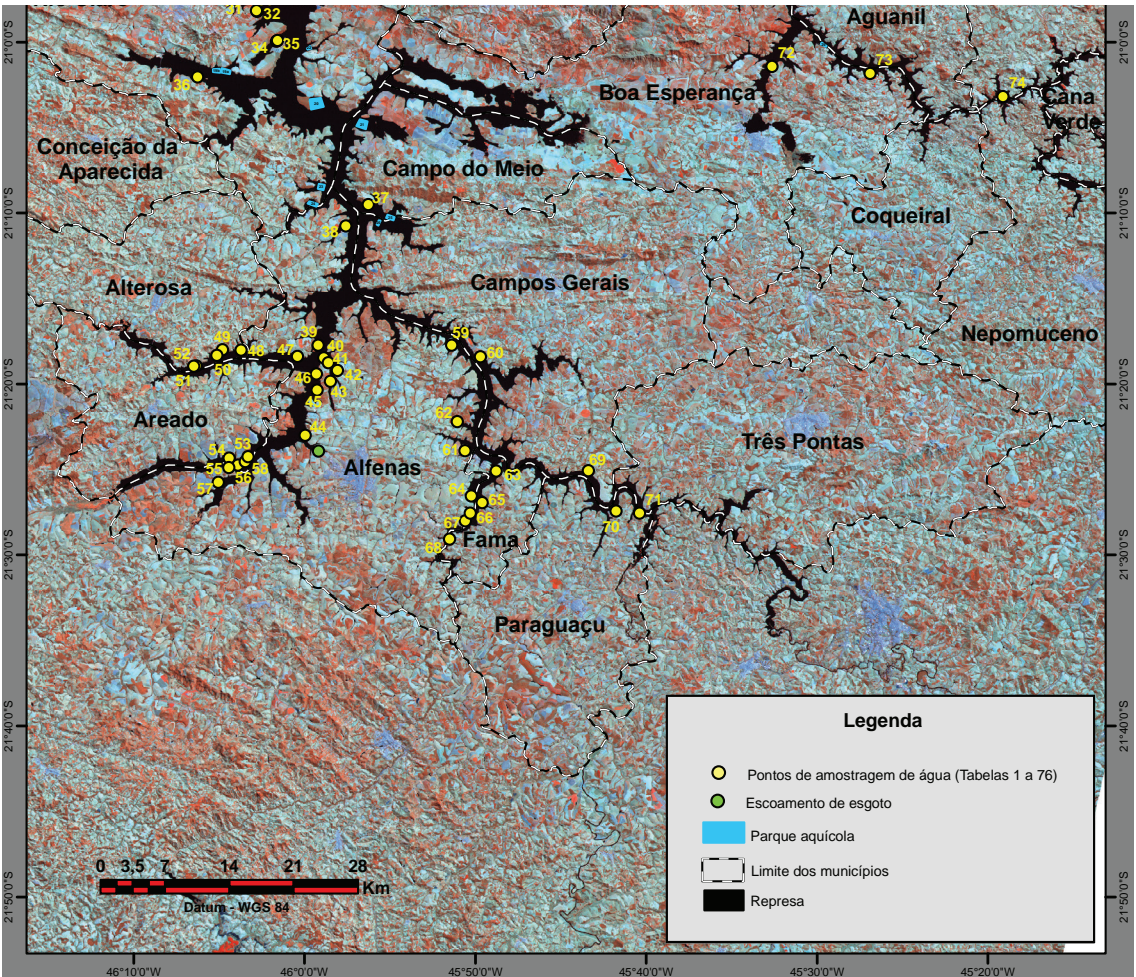 31
32
34
35
36
Aguanil
72
73
74
Boa Esperança
Cana
Verde
Conceição da
Aparecida
Campo do Meio
37
38
Coqueiral
Alterosa
Campos Gerais
Nepomuceno
39
40
41
42
43
44
45
46
47
48
49
50
51
52
59
60
Areado
62
61
Três Pontas
53
54
55
56
57
58
Alfenas
63
64
65
66
67
68
69
70
71
Fama
Paraguaçu
Legenda
Pontos de amostragem de água (Tabelas 1 a 76)
Escoamento de esgoto
Parque aquícola
Limite dos municípios
Represa
0 3,5 7 14 21 28
Km
Datum - WGS 84
21°0'0"S
21°10'0"S
21°20'0"S
21°30'0"S
21°40'0"S
21°50'0"S
21°0'0"S
21°10'0"S
21°20'0"S
21°30'0"S
21°40'0"S
21°50'0"S
46°10'0"W
46°0'0"W
45°50'0"W
45°40'0"W
45°30'0"W
45°20'0"W